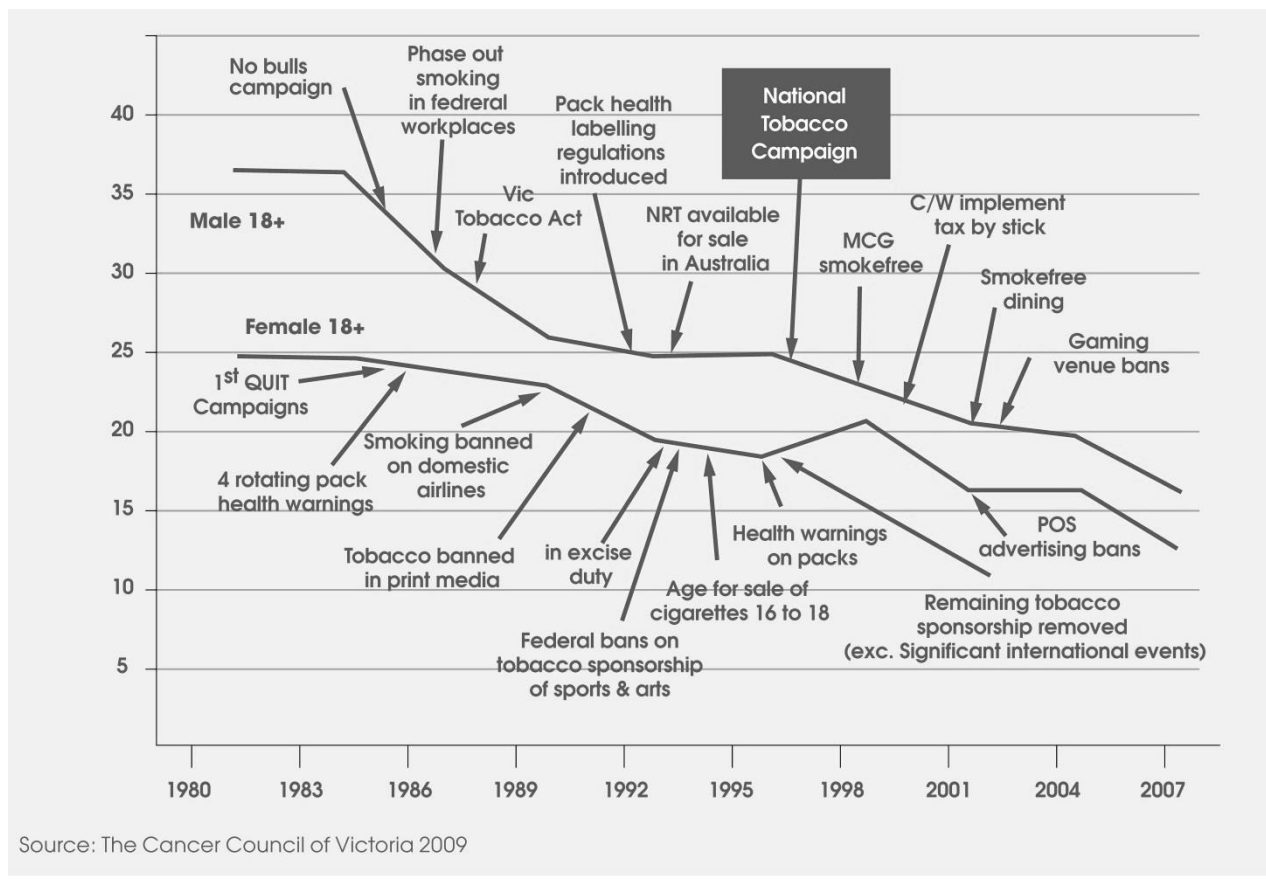 No bulls
campaign
Phase out
smoking
in fedreral
workplaces
Pack health
labelling
regulations
introduced
National
Tobacco
Campaign
40
35
Male 18+
Vic
Tobacco Act
NRT available
for sale
in Australia
MCG
smokefree
C/W implement
tax by stick
Smokefree
dining
30
Female 18+
Gaming
venue bans
25
1st QUIT
Campaigns
20
4 rotating pack
health warnings
Smoking banned
on domestic
airlines
15
Tobacco banned
in print media
in excise
duty
Health warnings
on packs
POS
advertising bans
10
Age for sale of
cigarettes 16 to 18
Federal bans on
tobacco sponsorship
of sports & arts
Remaining tobacco
sponsorship removed
(exc. Significant international events)
5
1980 1983 1986 1989 1992 1995 1998 2001 2004 2007
Source: The Cancer Council of Victoria 2009